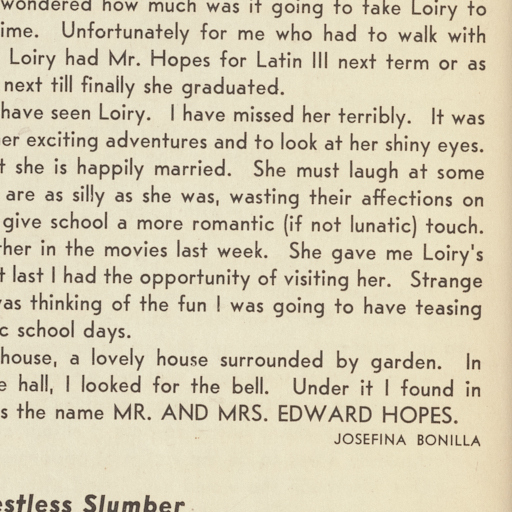 wondered how much was it going to take Loiry to
ime. Unfortunately for me who had to walk with
Loiry had Mr. Hopes for Latin III next term or as
next till finally she graduated.
have seen Loiry. I have missed her terribly. It was
er exciting adventures and to look at her shiny eyes.
t she is happily married. She must laugh at some
are as silly as she was, wasting their affections on
give school a more romantic (if not lunatic) touch.
ther in the movies last week. She gave me Loiry's
t last I had the opportunity of visiting her. Strange
was thinking of the fun I was going to have teasing
c school days.
house, a lovely house surrounded by garden. In
e hall, I looked for the bell. Under it I found in
s the name MR. AND MRS. EDWARD HOPES.
JOSEFINA BONILLA
estless Slumber